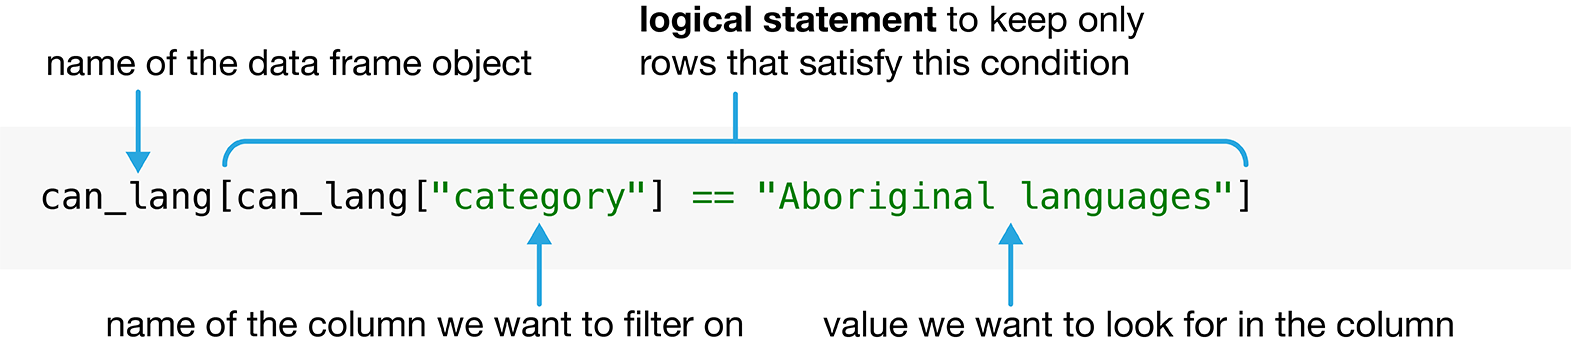 name of the data frame object
logical statement to keep only
rows that satisfy this condition
can_lang[can_lang["category"] == "Aboriginal languages"]
name of the column we want to filter on
value we want to look for in the column